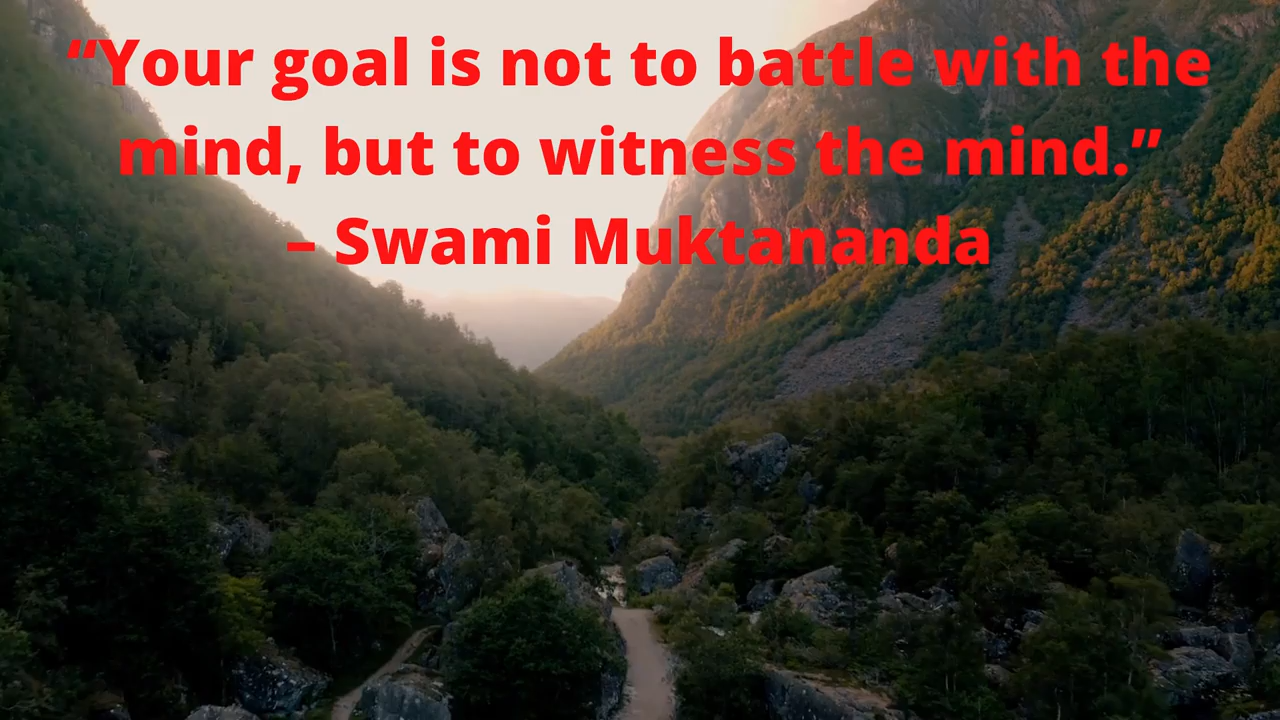 “Your goal is not to battle with the
mind, but to witness the mind.”
– Swami Muktananda